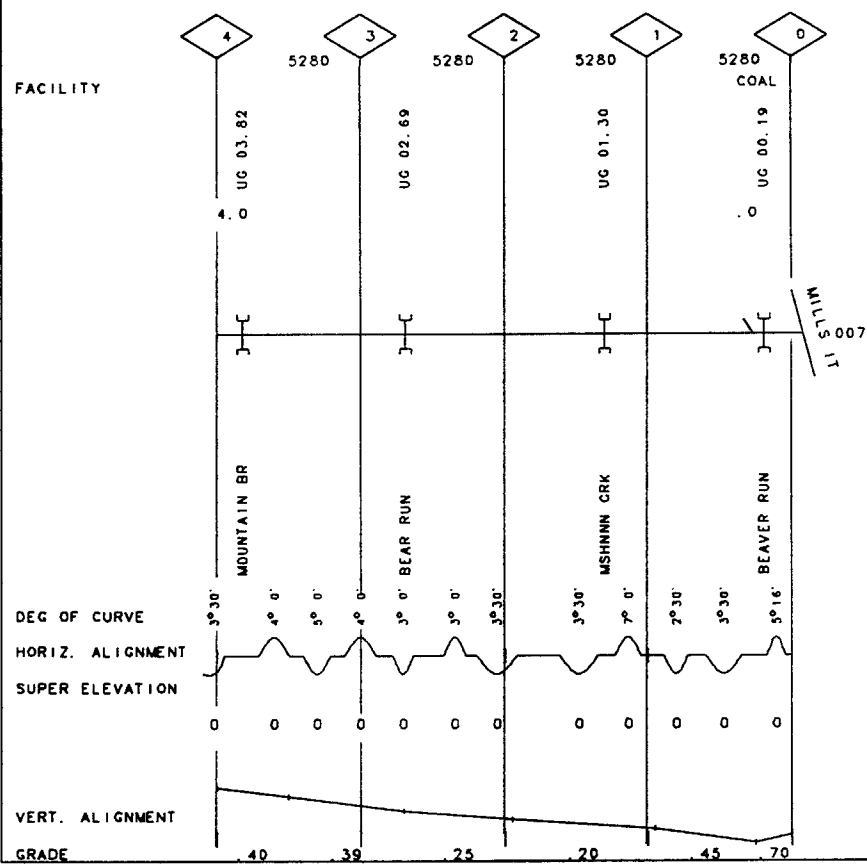 4 3 2 1 0
5280 5280 5280 5280
COAL
FACILITY
UG 03.82 UG 02.69 UG 01.30 UG 00.19
4.0 .0
MILLS IT 007
MOUNTAIN BR BEAR RUN MSHNNN CRK BEAVER RUN
DEG OF CURVE 3°30' 4° 0' 5° 0' 4° 0' 3° 0' 3° 0' 3°30' 3°30' 7° 0' 2°30' 3°30' 5°16'
HORIZ. ALIGNMENT
SUPER ELEVATION
0 0 0 0 0 0 0 0 0 0 0 0
VERT. ALIGNMENT
GRADE .40 .39 .25 .20 .45 .70